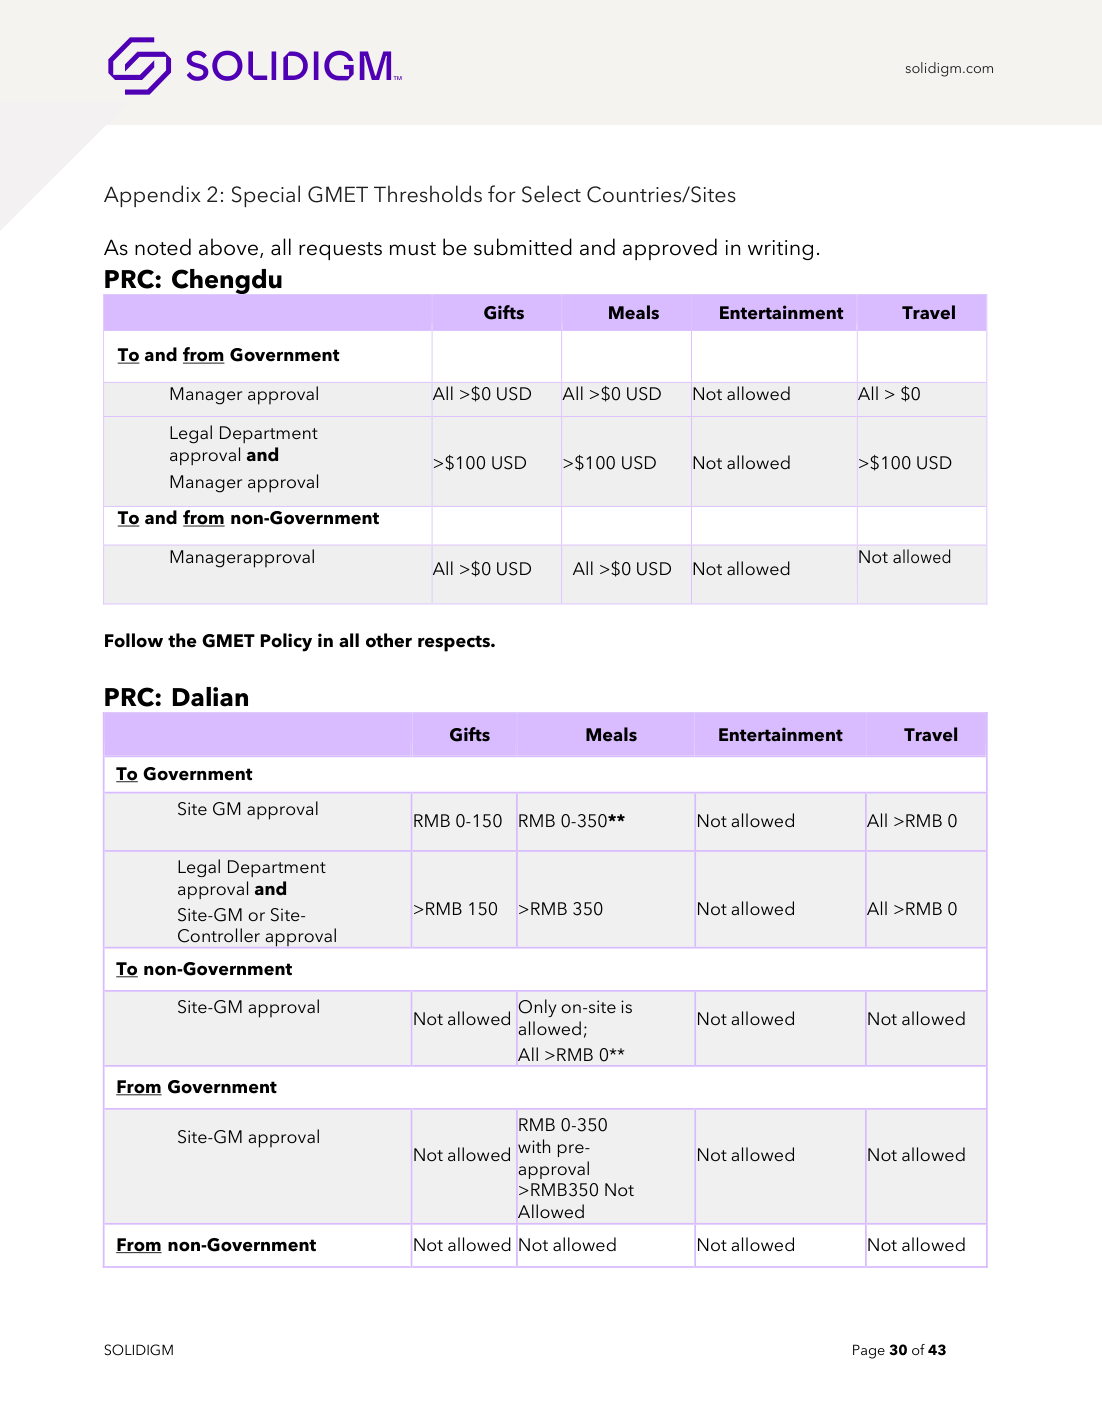 SOLIDIGM™
solidigm.com
Appendix 2: Special GMET Thresholds for Select Countries/Sites
As noted above, all requests must be submitted and approved in writing.
PRC: Chengdu
Gifts Meals Entertainment Travel
To and from Government
Manager approval All >$0 USD All >$0 USD Not allowed All > $0
Legal Department
approval and
Manager approval >$100 USD >$100 USD Not allowed >$100 USD
To and from non-Government
Managerapproval All >$0 USD All >$0 USD Not allowed Not allowed
Follow the GMET Policy in all other respects.
PRC: Dalian
Gifts Meals Entertainment Travel
To Government
Site GM approval RMB 0-150 RMB 0-350** Not allowed All >RMB 0
Legal Department
approval and
Site-GM or Site-
Controller approval >RMB 150 >RMB 350 Not allowed All >RMB 0
To non-Government
Site-GM approval Not allowed Only on-site is
allowed;
All >RMB 0** Not allowed Not allowed
From Government
Site-GM approval Not allowed RMB 0-350
with pre-
approval
>RMB350 Not
Allowed Not allowed Not allowed
From non-Government Not allowed Not allowed Not allowed Not allowed
SOLIDIGM Page 30 of 43